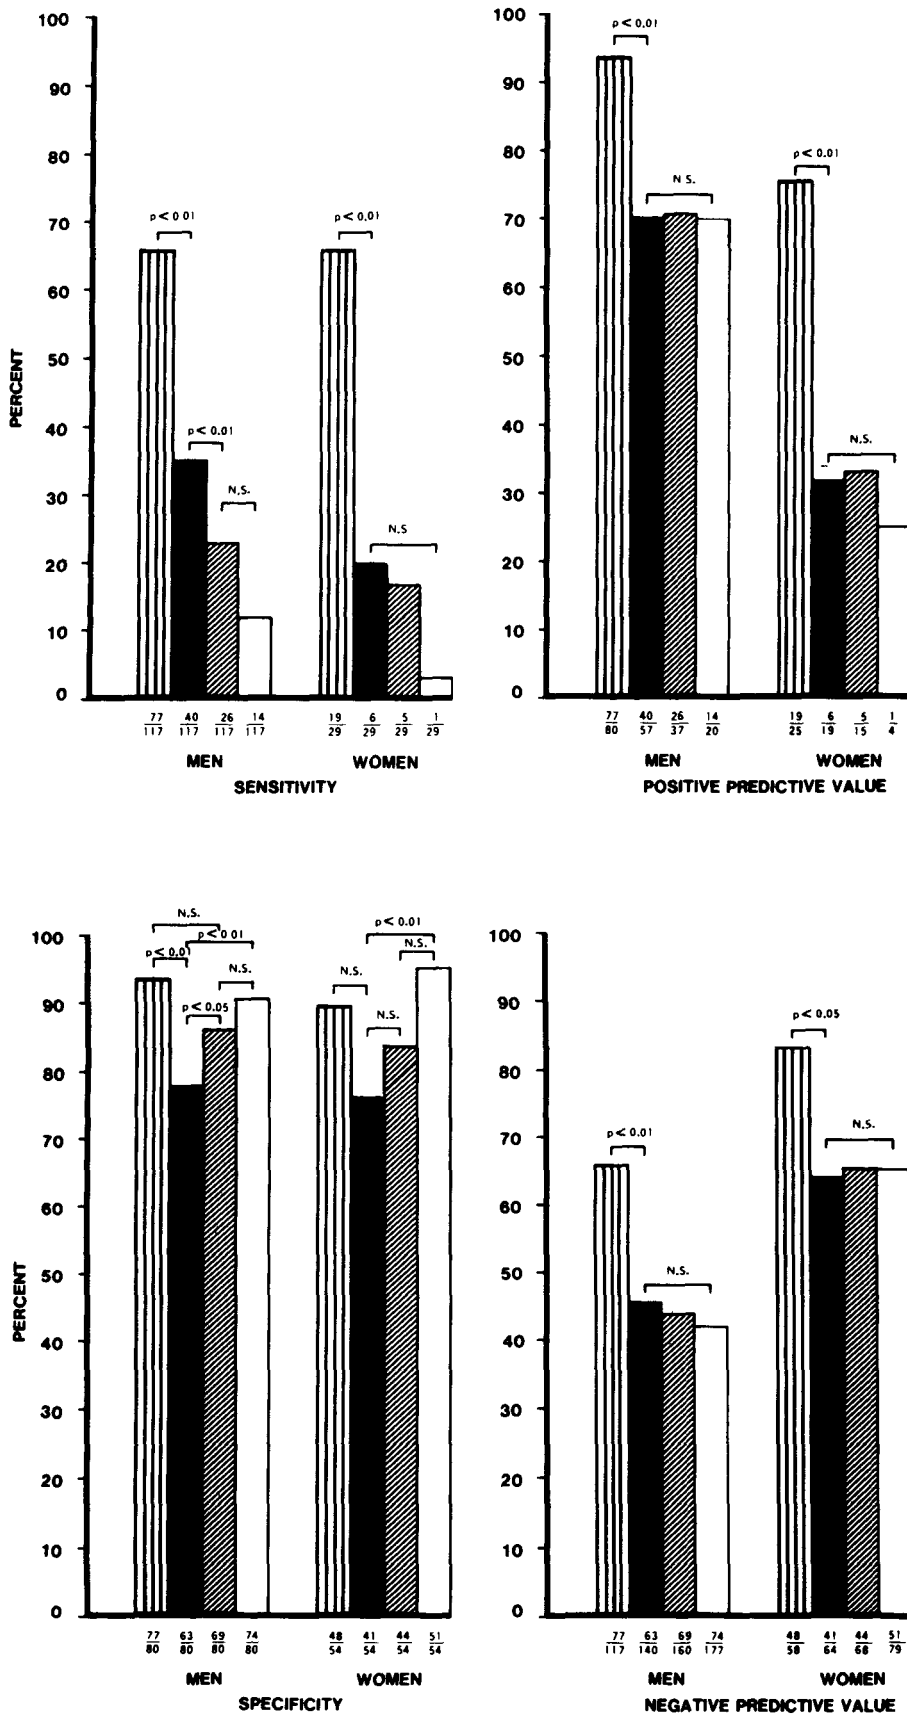 100
90
80
70
60
50
40
30
20
10
0
PERCENT
p< 0 01
p< 0.01
N.S.
p< 0.01
N.S
77/117 40/117 26/117 14/117 19/29 6/29 5/29 1/29
MEN WOMEN
SENSITIVITY
100
90
80
70
60
50
40
30
20
10
0
p< 0.01
N S.
p< 0.01
N.S.
77/80 40/57 26/37 14/20 19/25 6/19 5/15 1/4
MEN WOMEN
POSITIVE PREDICTIVE VALUE
100
90
80
70
60
50
40
30
20
10
0
PERCENT
N.S.
p< 0 01
p<0.0
N.S.
p< 0.05
p< 0.01
N.S.
N.S.
N.S.
77/80 63/80 69/80 74/80 48/54 41/54 44/54 51/54
MEN WOMEN
SPECIFICITY
100
90
80
70
60
50
40
30
20
10
0
p< 0.01
N.S.
p< 0.05
N.S.
77/117 63/140 69/160 74/177 48/58 41/64 44/68 51/79
MEN WOMEN
NEGATIVE PREDICTIVE VALUE